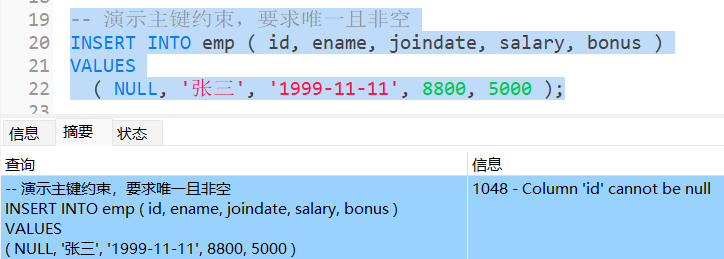 19 -- 演示主键约束，要求唯一且非空
20 INSERT INTO emp ( id, ename, joindate, salary, bonus )
21 VALUES
22 ( NULL, '张三', '1999-11-11', 8800, 5000 );
23
信息 摘要 状态
查询 信息
-- 演示主键约束，要求唯一且非空 1048 - Column 'id' cannot be null
INSERT INTO emp ( id, ename, joindate, salary, bonus )
VALUES
( NULL, '张三', '1999-11-11', 8800, 5000 )